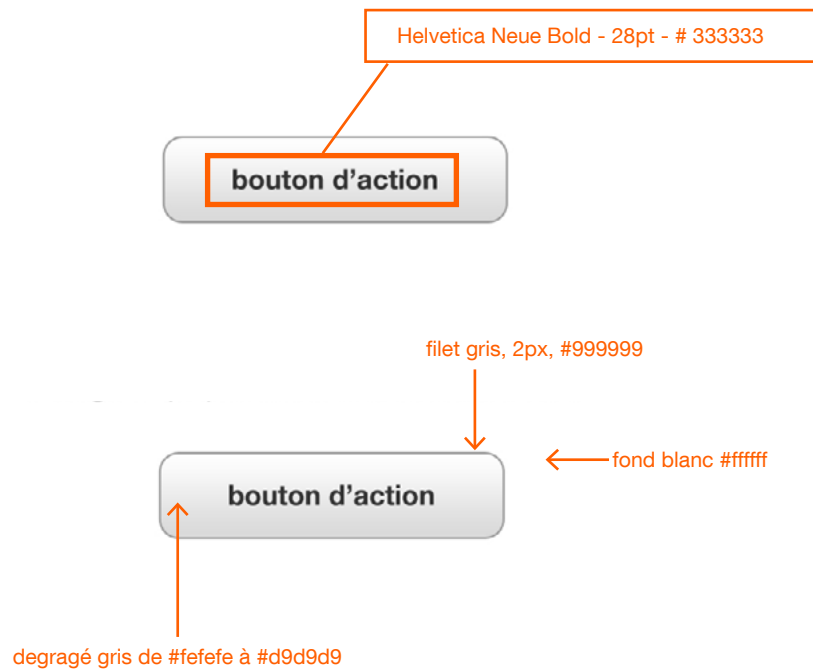 Helvetica Neue Bold - 28pt - # 333333
bouton d’action
filet gris, 2px, #999999
fond blanc #ffffff
bouton d’action
degragé gris de #fefefe à #d9d9d9